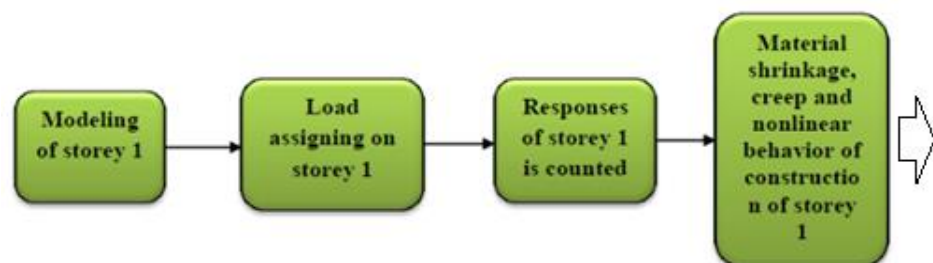 Modeling
of storey 1
Load
assigning on
storey 1
Responses
of storey 1
is counted
Material
shrinkage,
creep and
nonlinear
behavior of
constructio
n of storey
1